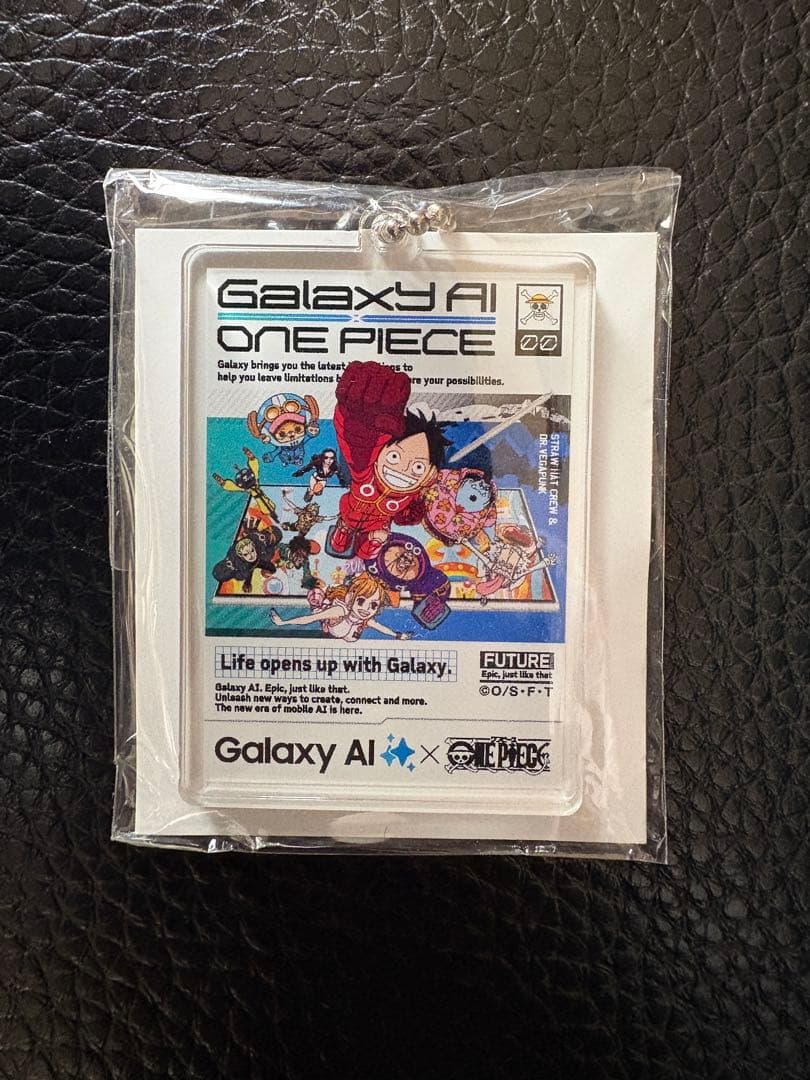 Galaxy AI
×
ONE PIECE
00
Galaxy brings you the latest to
help you leave limitations your possibilities.
STRAW HAT CREW &
DR. VEGAPUNK
Life opens up with Galaxy.
FUTURE
Epic, just like that
Galaxy AI. Epic, just like that.
Unleash new ways to create, connect and more.
The new era of mobile AI is here.
©O/S・F・T
Galaxy AI × ONE PIECE